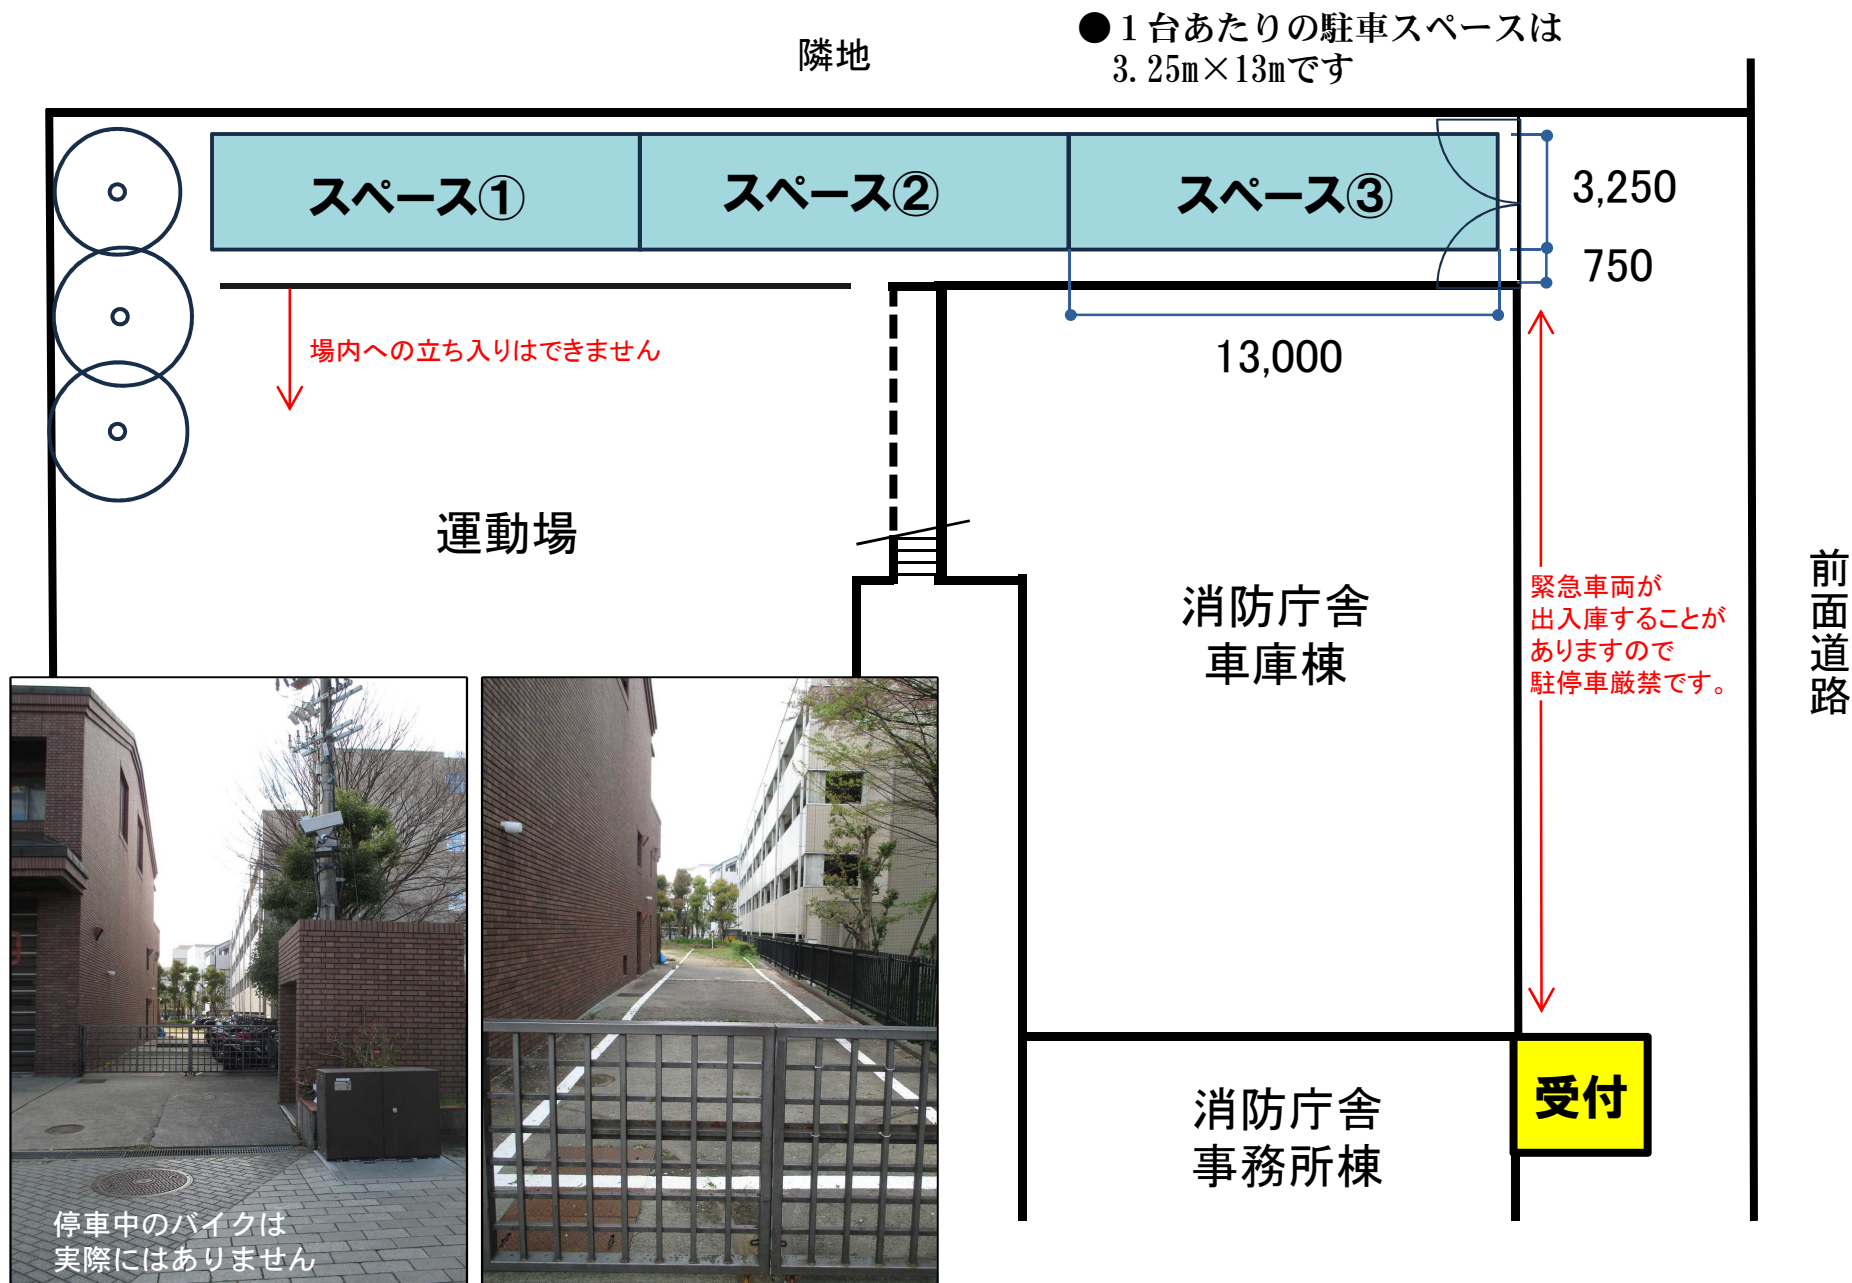 ●１台あたりの駐車スペースは
3.25m×13mです
隣地
スペース①
スペース②
スペース③
3,250
750
13,000
場内への立ち入りはできません
運動場
消防庁舎
車庫棟
緊急車両が
出入庫することが
ありますので
駐停車厳禁です。
前面道路
消防庁舎
事務所棟
受付
停車中のバイクは
実際にはありません